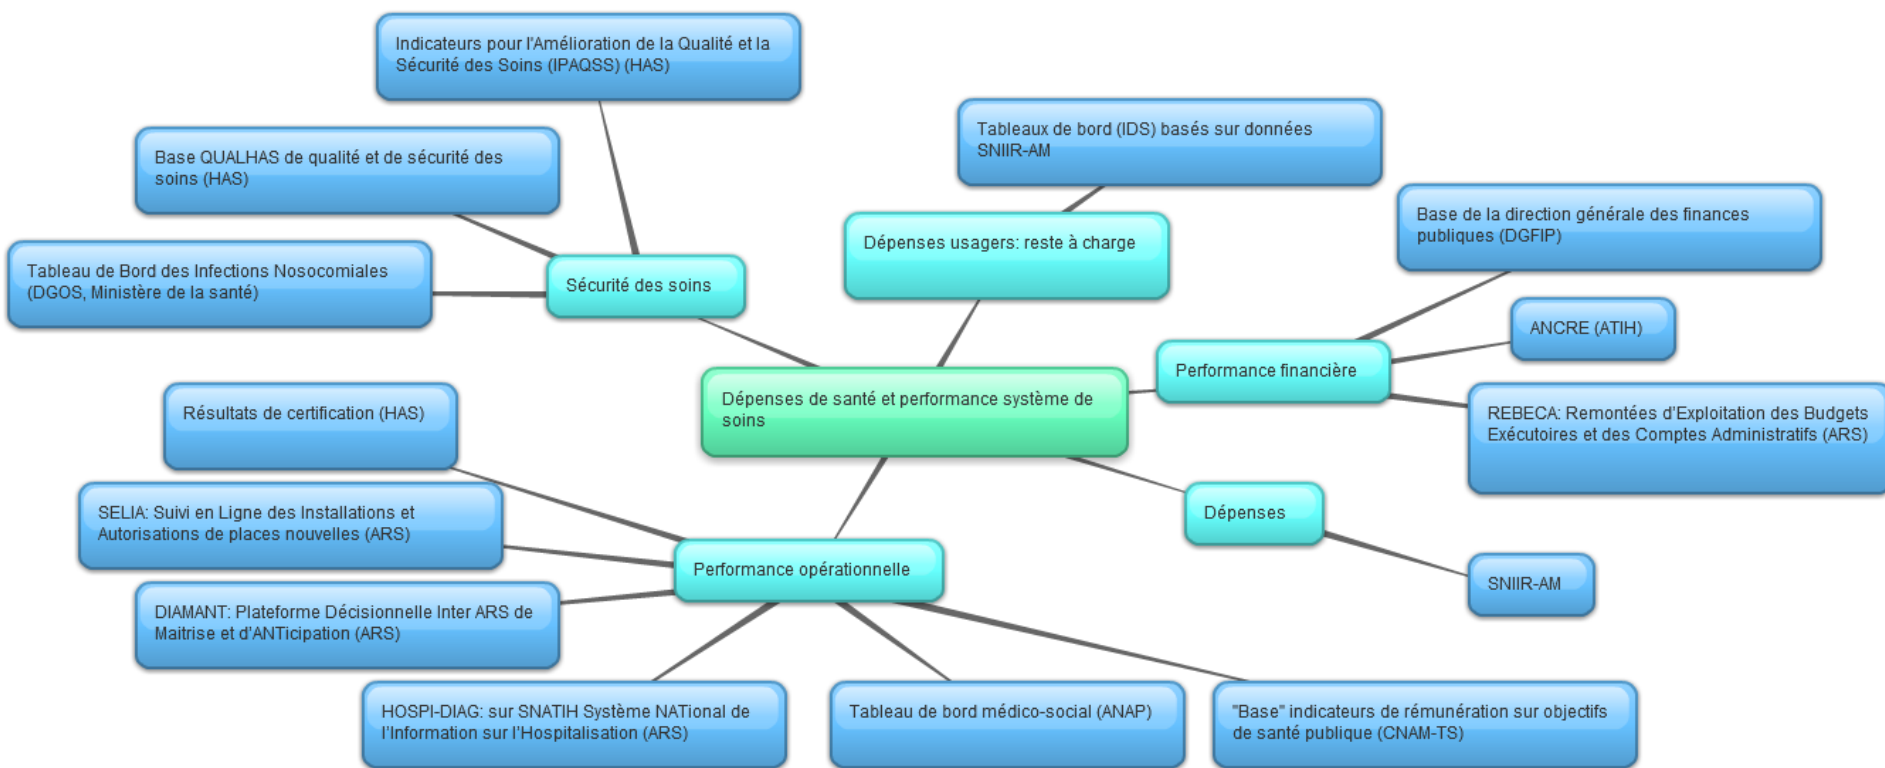 Indicateurs pour l'Amélioration de la Qualité et la
Sécurité des Soins (IPAQSS) (HAS)
Tableaux de bord (IDS) basés sur données
SNIIR-AM
Base QUALHAS de qualité et de sécurité des
soins (HAS)
Base de la direction générale des finances
publiques (DGFIP)
Dépenses usagers: reste à charge
Tableau de Bord des Infections Nosocomiales
(DGOS, Ministère de la santé)
Sécurité des soins
ANCRE (ATIH)
Performance financière
Dépenses de santé et performance système de
soins
Résultats de certification (HAS)
REBECA: Remontées d'Exploitation des Budgets
Exécutoires et des Comptes Administratifs (ARS)
SELIA: Suivi en Ligne des Installations et
Autorisations de places nouvelles (ARS)
Dépenses
Performance opérationnelle
SNIIR-AM
DIAMANT: Plateforme Décisionnelle Inter ARS de
Maitrise et d'ANTicipation (ARS)
HOSPI-DIAG: sur SNATIH Système NATional de
l'Information sur l'Hospitalisation (ARS)
Tableau de bord médico-social (ANAP)
"Base" indicateurs de rémunération sur objectifs
de santé publique (CNAM-TS)